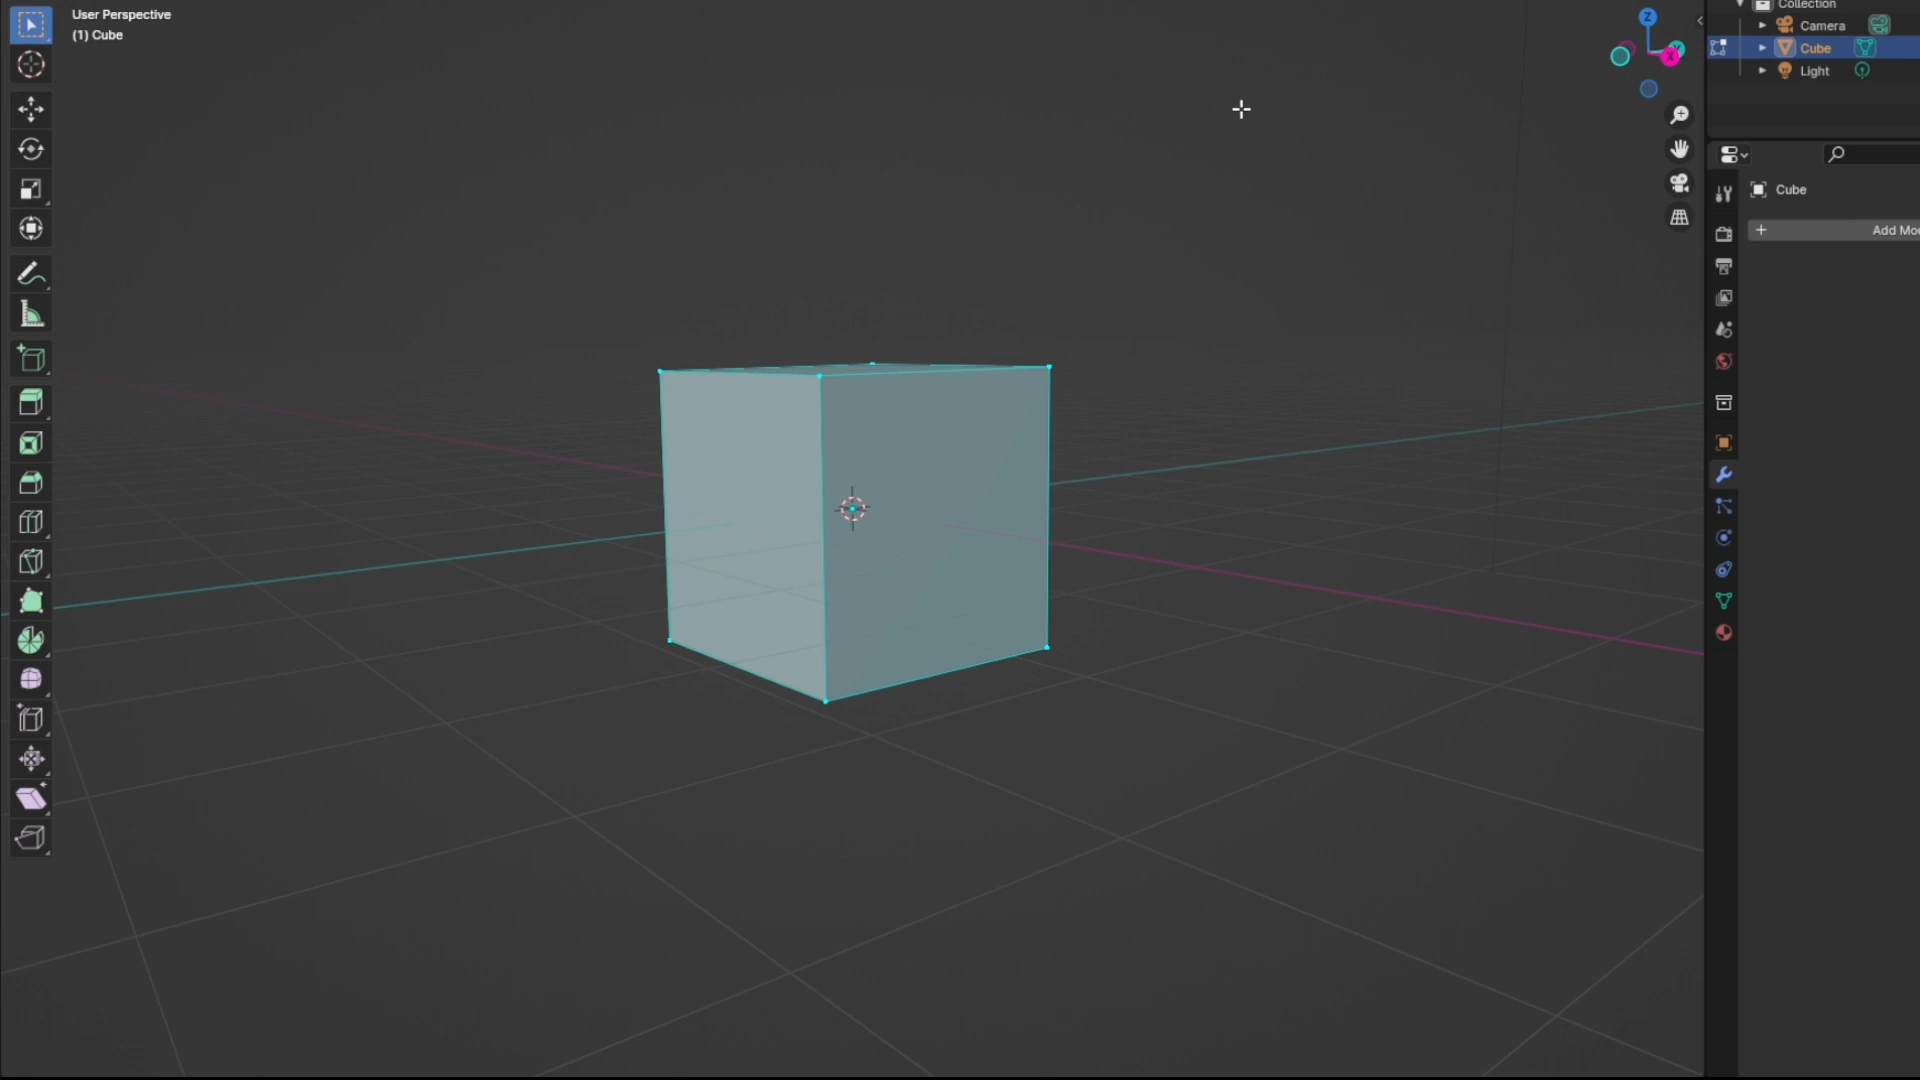 User Perspective
(1) Cube
Z
X
Collection
Camera
Cube
Light
Cube
Add Mo